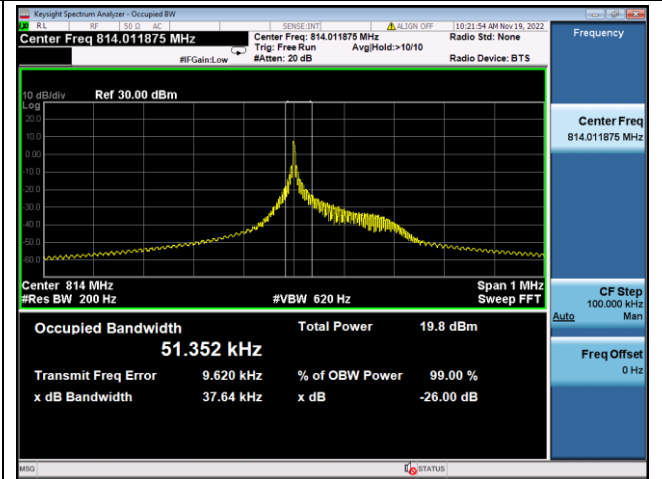 Keysight Spectrum Analyzer - Occupied BW
RL RF 50 Ω AC SENSE:INT ALIGN OFF 10:21:54 AM Nov 19, 2022
Center Freq 814.011875 MHz
Center Freq: 814.011875 MHz
Radio Std: None
Trig: Free Run Avg|Hold:>10/10
#IFGain:Low
#Atten: 20 dB
Radio Device: BTS
Frequency
10 dB/div Ref 30.00 dBm
Log
20.0
10.0
0.00
-10.0
-20.0
-30.0
-40.0
-50.0
-60.0
Center 814 MHz
Span 1 MHz
#Res BW 200 Hz
#VBW 620 Hz
Sweep FFT
Occupied Bandwidth
51.352 kHz
Total Power 19.8 dBm
Transmit Freq Error 9.620 kHz
% of OBW Power 99.00 %
x dB Bandwidth 37.64 kHz
x dB -26.00 dB
Center Freq
814.011875 MHz
CF Step
100.000 kHz
Auto Man
Freq Offset
0 Hz
MSG
STATUS